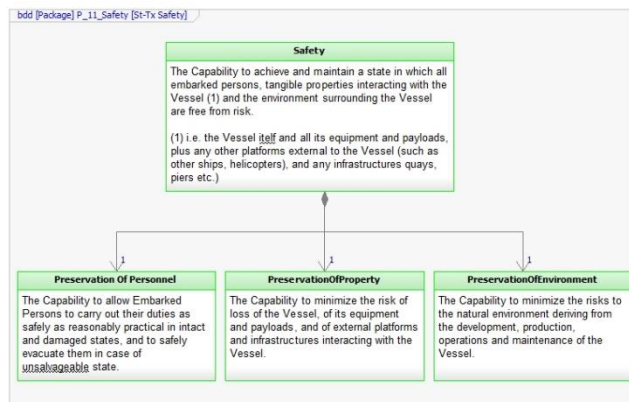 bdd [Package] P_11_Safety [St-Tx Safety]
Safety
The Capability to achieve and maintain a state in which all
embarked persons, tangible properties interacting with the
Vessel (1) and the environment surrounding the Vessel
are free from risk.
(1) i.e. the Vessel itelf and all its equipment and payloads,
plus any other platforms external to the Vessel (such as
other ships, helicopters), and any infrastructures quays,
piers etc.)
1
1
1
Preservation Of Personnel
The Capability to allow Embarked
Persons to carry out their duties as
safely as reasonably practical in intact
and damaged states, and to safely
evacuate them in case of
unsalvageable state.
PreservationOfProperty
The Capability to minimize the risk of
loss of the Vessel, of its equipment
and payloads, and of external platforms
and infrastructures interacting with the
Vessel.
PreservationOfEnvironment
The Capability to minimize the risks to
the natural environment deriving from
the development, production,
operations and maintenance of the
Vessel.